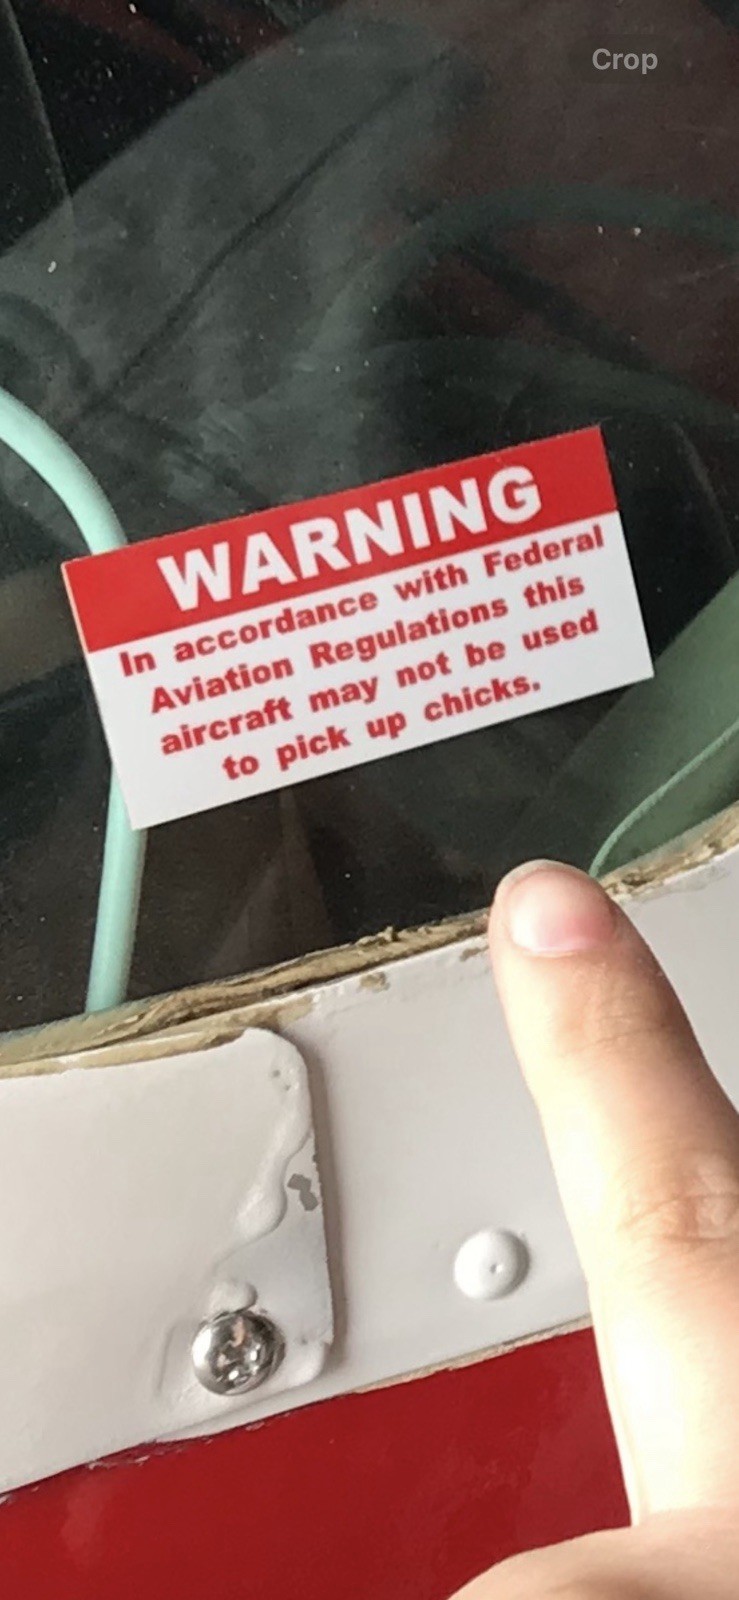 Crop
WARNING
In accordance with Federal
Aviation Regulations this
aircraft may not be used
to pick up chicks.